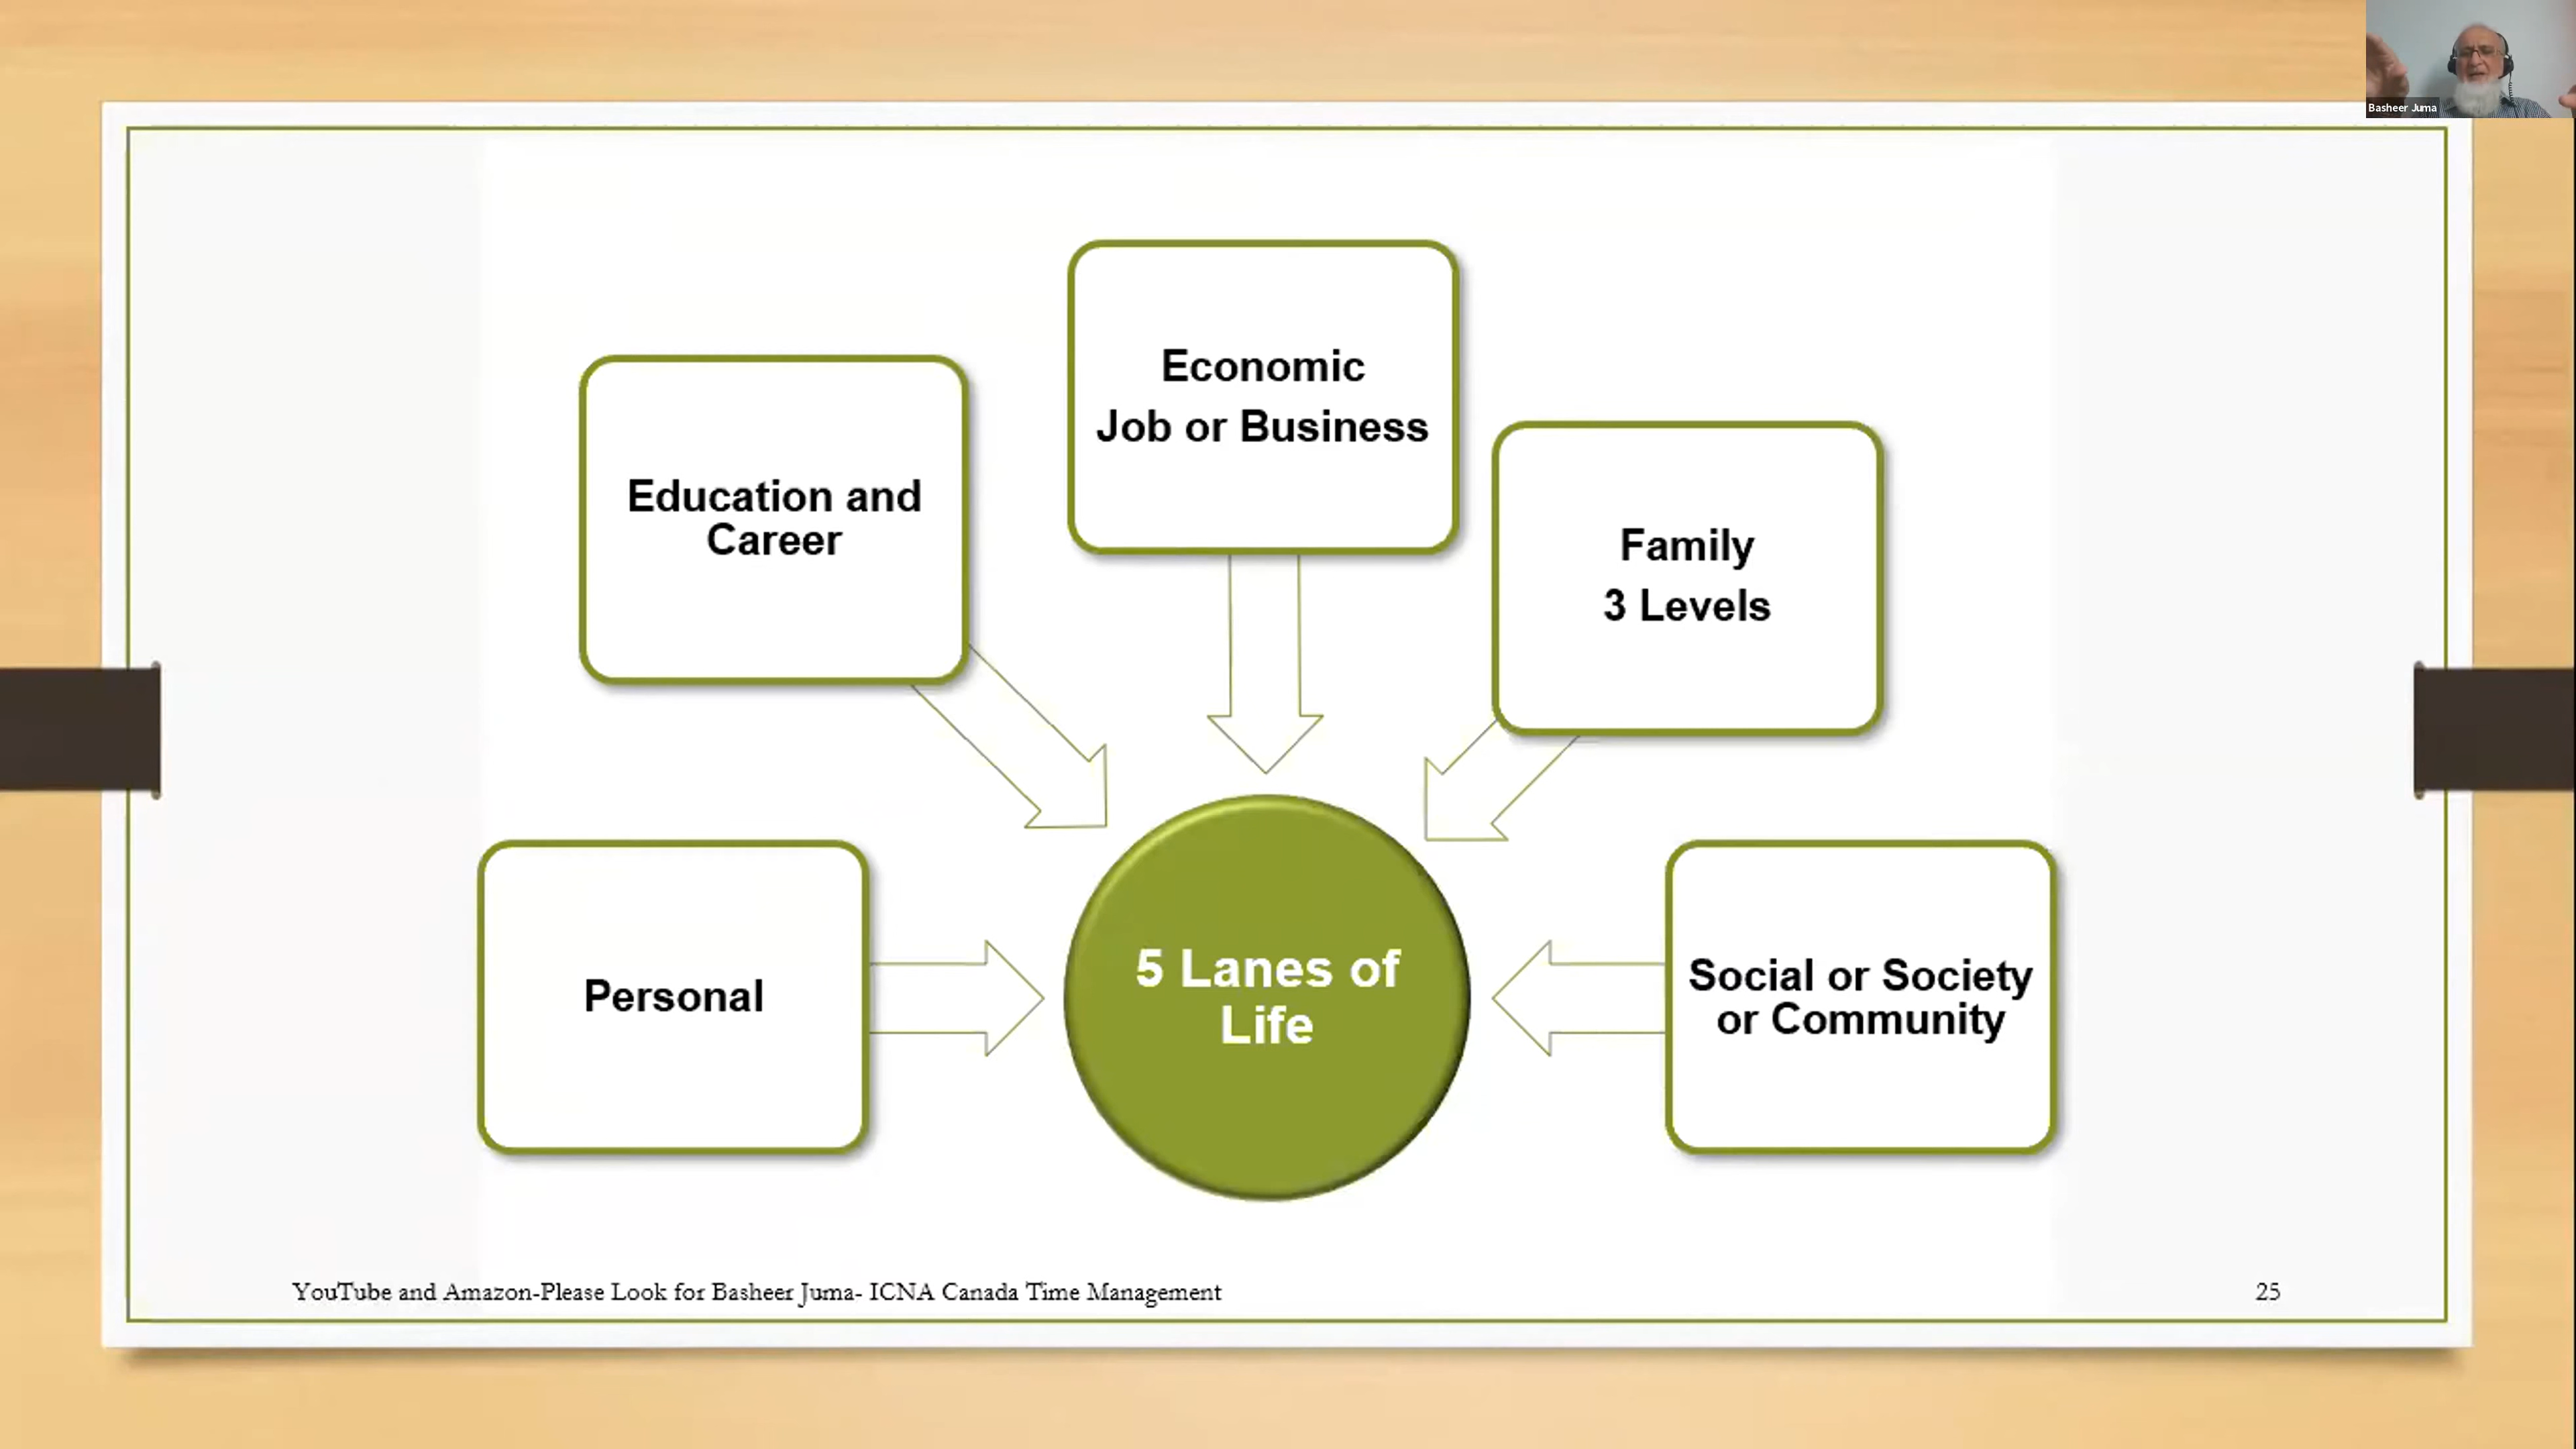 Basheer Juma
Economic
Job or Business
Education and
Career
Family
3 Levels
Personal
5 Lanes of
Life
Social or Society
or Community
YouTube and Amazon-Please Look for Basheer Juma- ICNA Canada Time Management
25